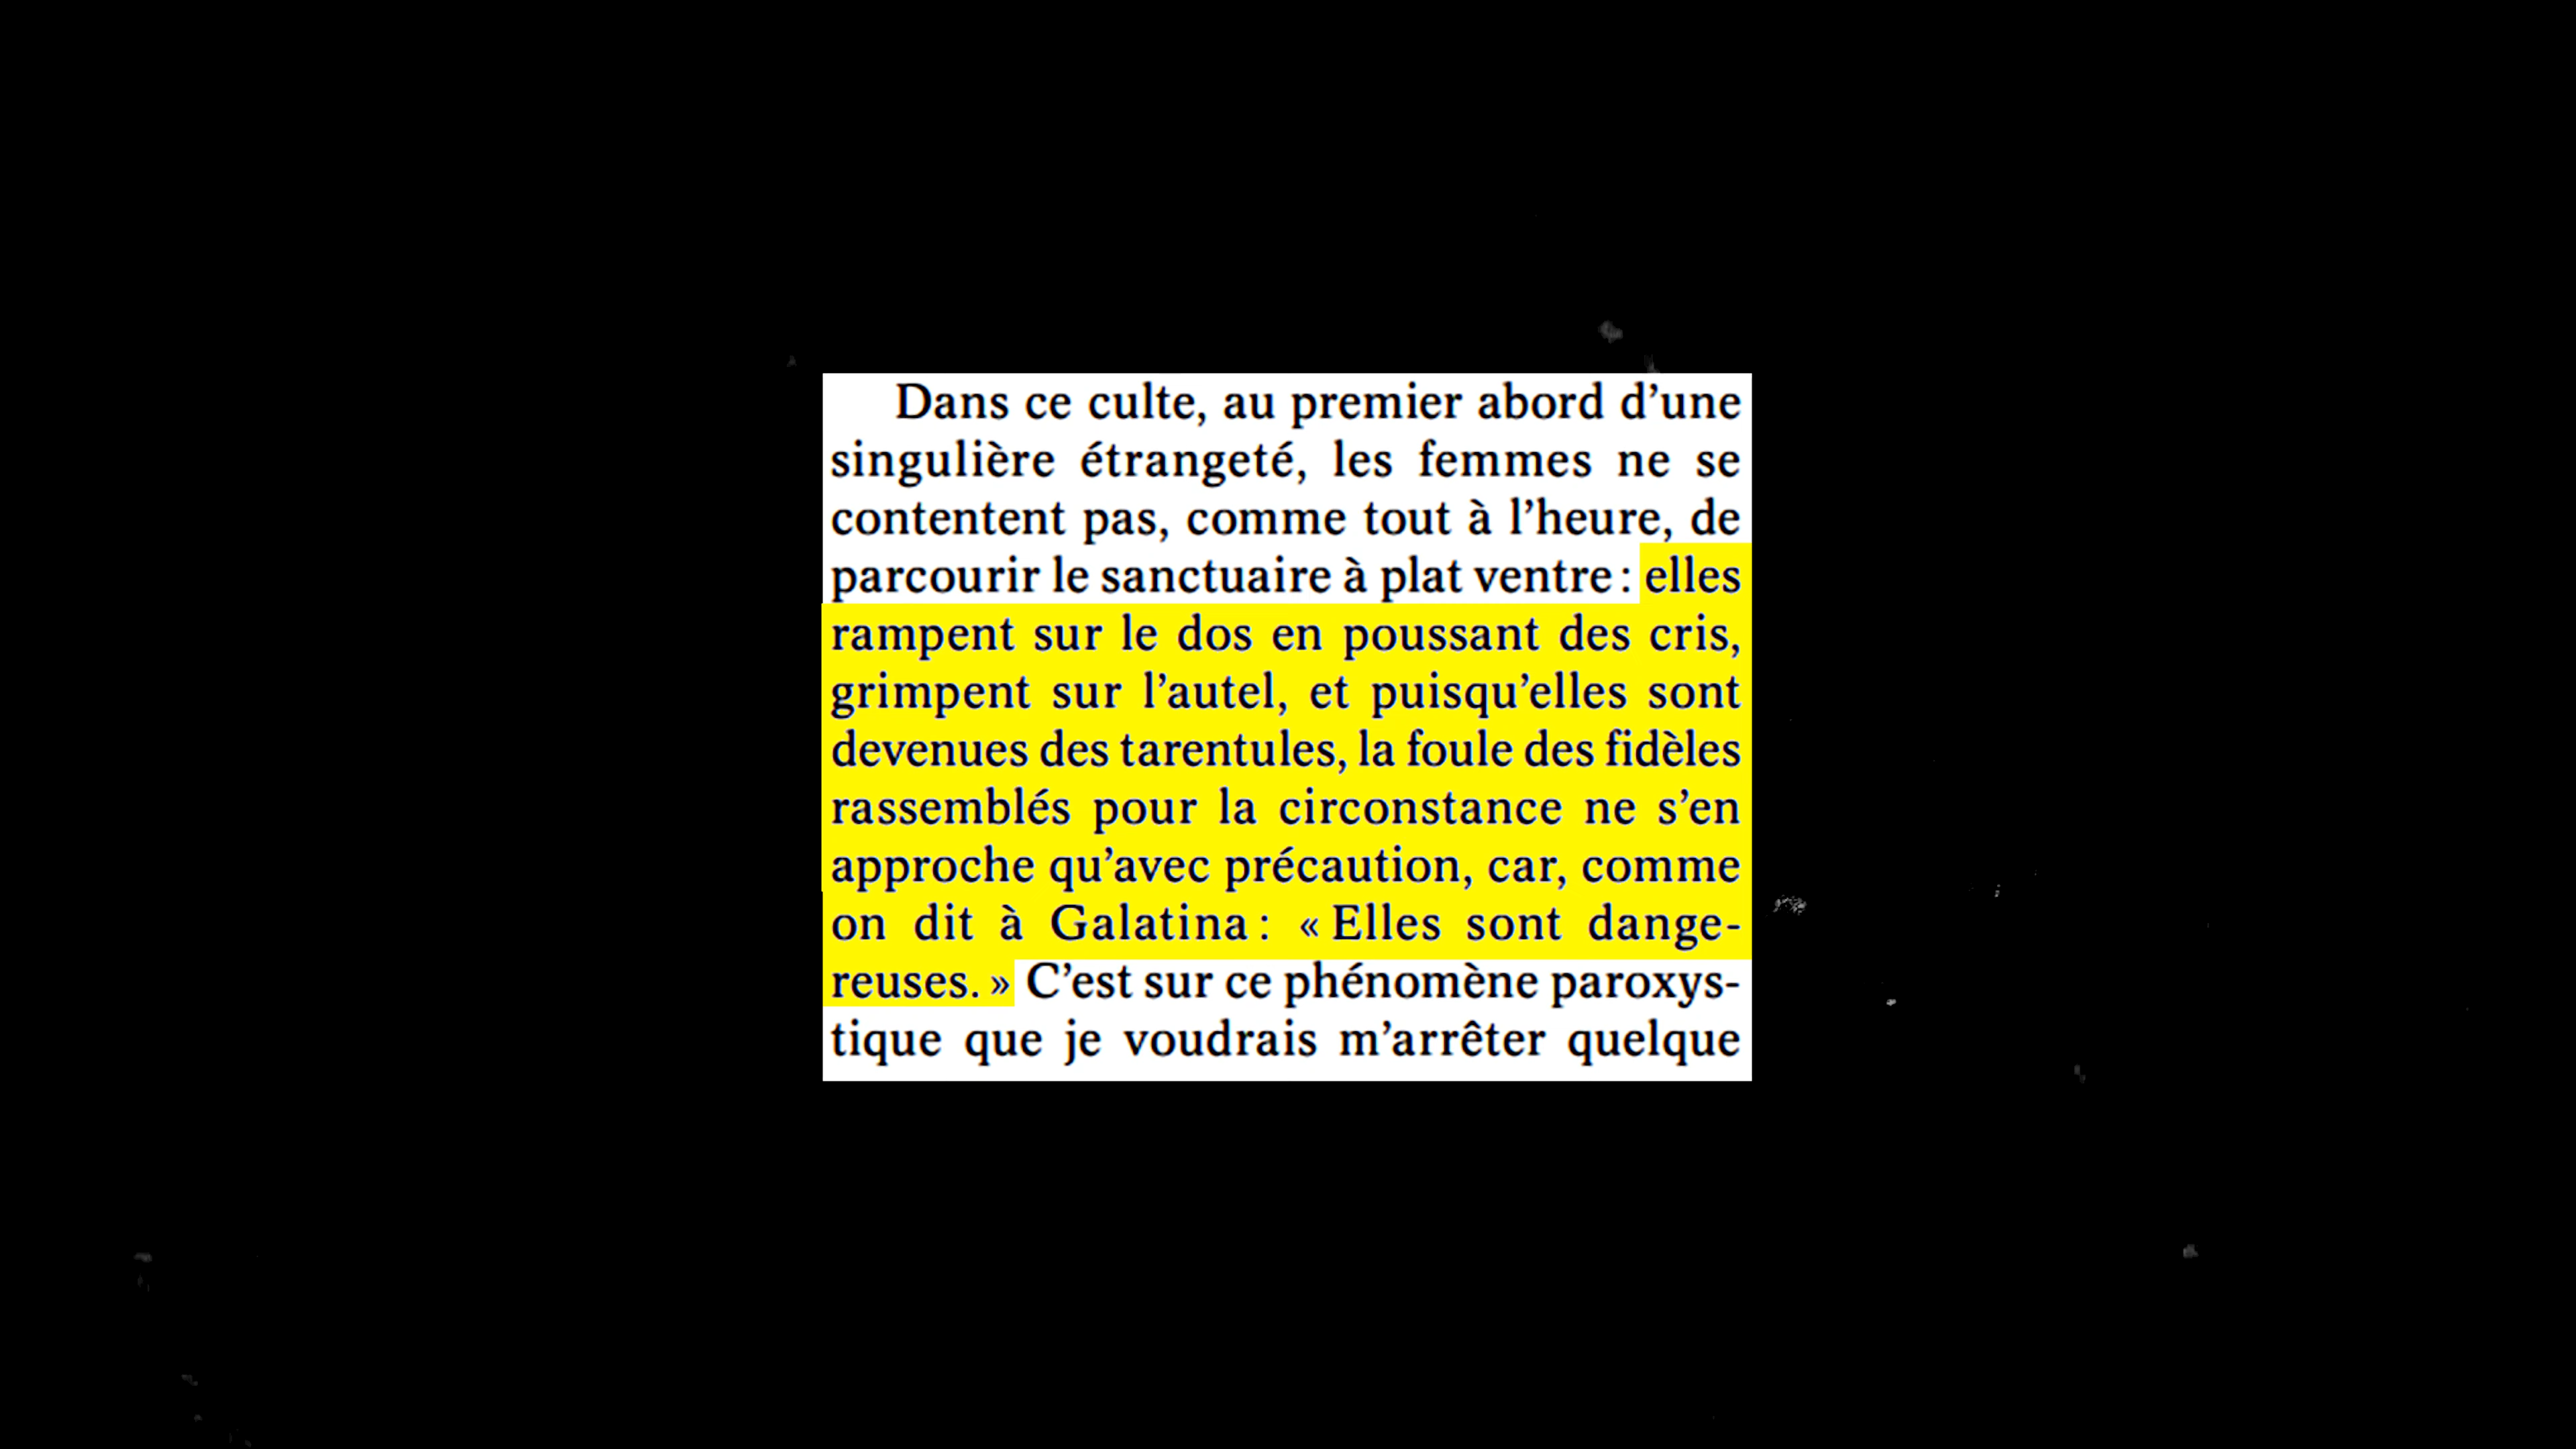 Dans ce culte, au premier abord d’une
singulière étrangeté, les femmes ne se
contentent pas, comme tout à l’heure, de
parcourir le sanctuaire à plat ventre : elles
rampent sur le dos en poussant des cris,
grimpent sur l’autel, et puisqu’elles sont
devenues des tarentules, la foule des fidèles
rassemblés pour la circonstance ne s’en
approche qu’avec précaution, car, comme
on dit à Galatina : « Elles sont dange-
reuses. » C’est sur ce phénomène paroxys-
tique que je voudrais m’arrêter quelque